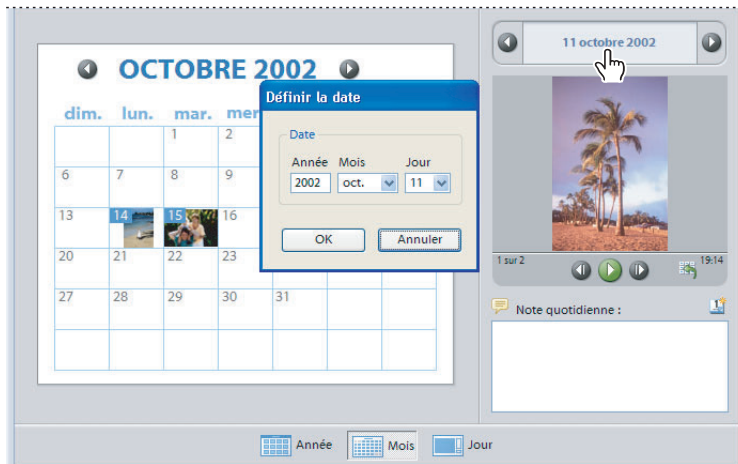 OCTOBRE 2002
dim. lun. mar. mer
1 2
6 7 8 9
13 14 15 16
20 21 22 23
27 28 29 30 31
Définir la date
Date
Année Mois Jour
2002 oct. 11
OK Annuler
11 octobre 2002
1 sur 2 19:14
Note quotidienne :
Année Mois Jour